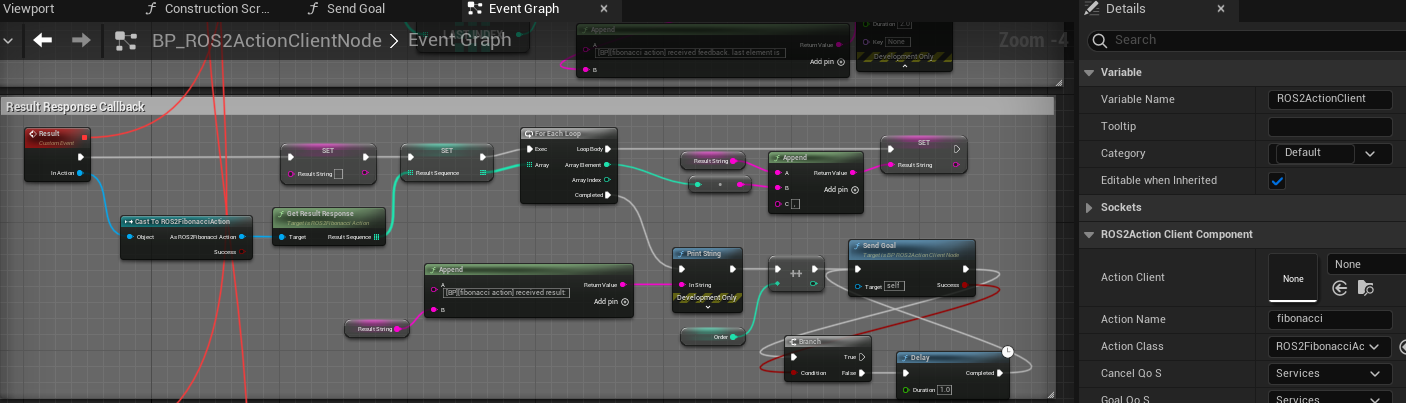 Viewport
Construction Scr...
Send Goal
Event Graph
Details
BP_ROS2ActionClientNode > Event Graph
LAST INDEX
Zoom -4
Append
A
[BP][fibonacci action] received feedback. last element is
Return Value
Add pin
B
Duration 2.0
Key None
Development Only
Result Response Callback
Result
Custom Event
In Action
SET
Result String
SET
Result Sequence
For Each Loop
Exec
Loop Body
Array
Array Element
Array Index
Completed
Result String
Append
A
Return Value
B
Add pin
C ,
SET
Result String
Cast To ROS2FibonacciAction
Object
As ROS2Fibonacci Action
Success
Get Result Response
Target is ROS2Fibonacci Action
Target
Result Sequence
Append
A
[BP][fibonacci action] received result:
Return Value
Add pin
B
Result String
Print String
In String
Development Only
++
Order
Send Goal
Target is BP ROS2Action Client Node
Target self
Success
Branch
True
Condition
False
Delay
Completed
Duration 1.0
Search
Variable
Variable Name
ROS2ActionClient
Tooltip
Category
Default
Editable when Inherited
Sockets
ROS2Action Client Component
Action Client
None
None
Action Name
fibonacci
Action Class
ROS2FibonacciAc
Cancel Qo S
Services
Goal Qo S
Services